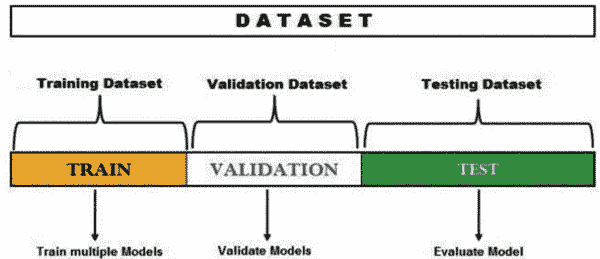 DATASET
Training Dataset Validation Dataset Testing Dataset
TRAIN VALIDATION TEST
Train multiple Models Validate Models Evaluate Model